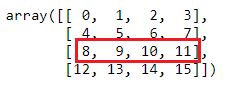 array([[ 0, 1, 2, 3],
[ 4, 5, 6, 7],
[ 8, 9, 10, 11],
[12, 13, 14, 15]])